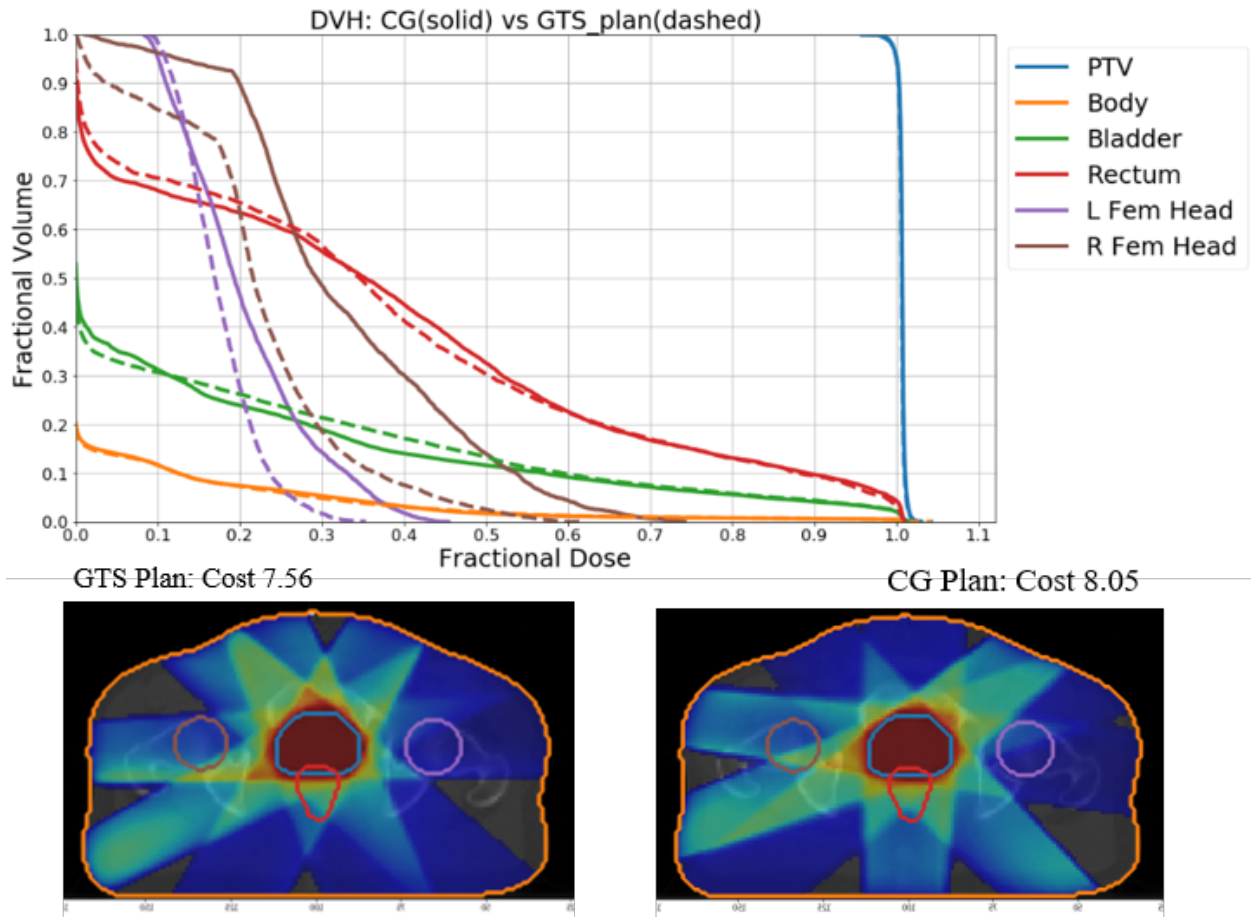 DVH: CG(solid) vs GTS_plan(dashed)
1.0
0.9
0.8
0.7
0.6
0.5
0.4
0.3
0.2
0.1
0.0
Fractional Volume
0.0 0.1 0.2 0.3 0.4 0.5 0.6 0.7 0.8 0.9 1.0 1.1
Fractional Dose
PTV
Body
Bladder
Rectum
L Fem Head
R Fem Head
GTS Plan: Cost 7.56
CG Plan: Cost 8.05